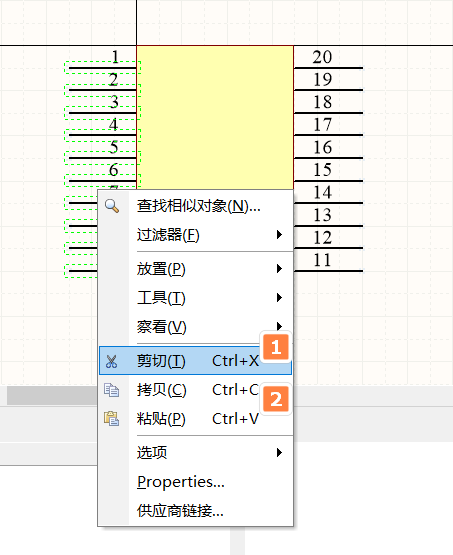 1 20
2 19
3 18
4 17
5 16
6 15
7 14
13
12
11
查找相似对象(N)...
过滤器(F)
放置(P)
工具(T)
察看(V)
1
剪切(T) Ctrl+X
拷贝(C) Ctrl+C
2
粘贴(P) Ctrl+V
选项
Properties...
供应商链接...